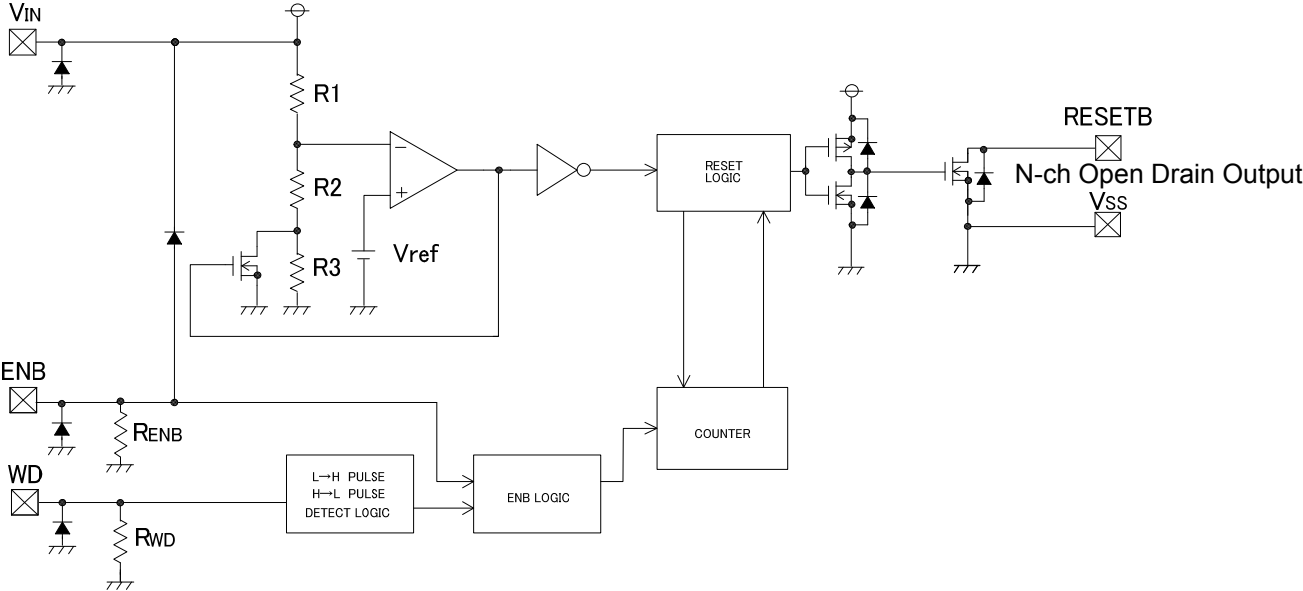 VIN
R1
R2
R3
−
+
Vref
RESET
LOGIC
RESETB
N-ch Open Drain Output
VSS
ENB
RENB
COUNTER
WD
RWD
L→H PULSE
H→L PULSE
DETECT LOGIC
ENB LOGIC